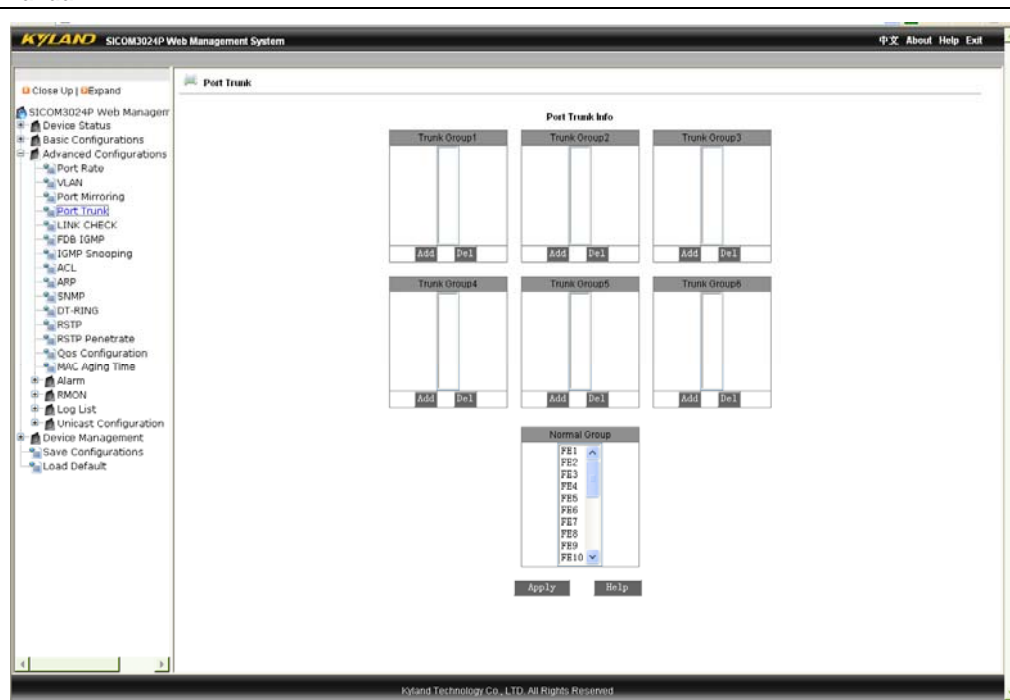 KYLAND SICOM3024P Web Management System
中文 About Help Exit
Close Up | Expand
Port Trunk
SICOM3024P Web Managem
Device Status
Basic Configurations
Advanced Configurations
Port Rate
VLAN
Port Mirroring
Port Trunk
LINK CHECK
FDB IGMP
IGMP Snooping
ACL
ARP
SNMP
DT-RING
RSTP
RSTP Penetrate
Qos Configuration
MAC Aging Time
Alarm
RMON
Log List
Unicast Configuration
Device Management
Save Configurations
Load Default
Port Trunk Info
Trunk Group1 Trunk Group2 Trunk Group3
Add Del Add Del Add Del
Trunk Group4 Trunk Group5 Trunk Group6
Add Del Add Del Add Del
Normal Group
FE1
FE2
FE3
FE4
FE5
FE6
FE7
FE8
FE9
FE10
Apply Help
Kyland Technology Co., LTD. All Rights Reserved